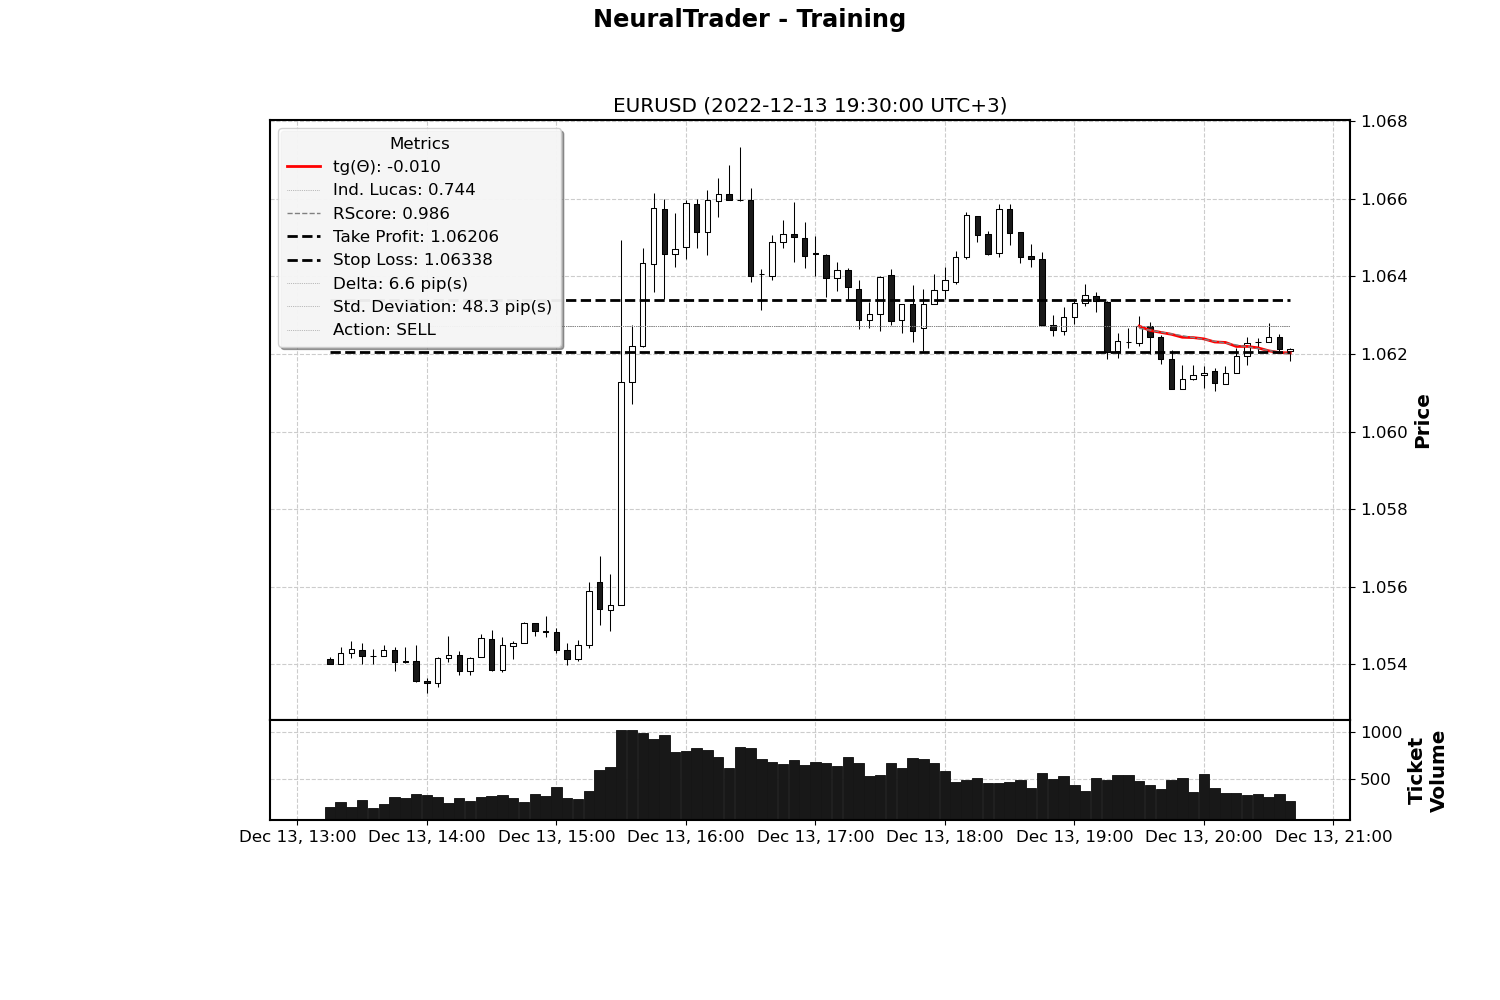 NeuralTrader - Training
EURUSD (2022-12-13 19:30:00 UTC+3)
Metrics
tg(Θ): -0.010
Ind. Lucas: 0.744
RScore: 0.986
Take Profit: 1.06206
Stop Loss: 1.06338
Delta: 6.6 pip(s)
Std. Deviation: 48.3 pip(s)
Action: SELL
1.068
1.066
1.064
1.062
1.060
1.058
1.056
1.054
Price
1000
500
Ticket
Volume
Dec 13, 13:00 Dec 13, 14:00 Dec 13, 15:00 Dec 13, 16:00 Dec 13, 17:00 Dec 13, 18:00 Dec 13, 19:00 Dec 13, 20:00 Dec 13, 21:00